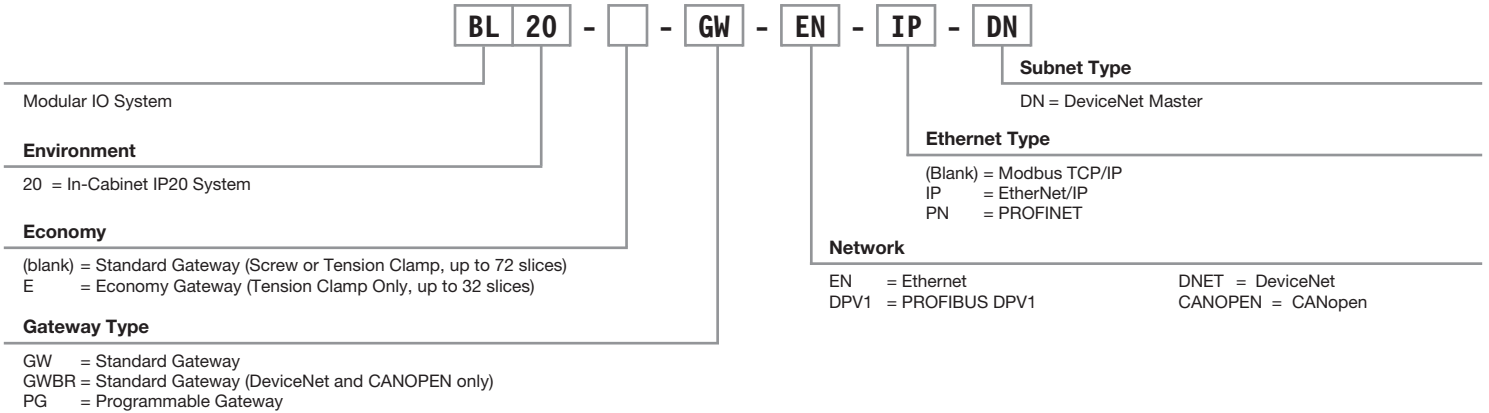 BL 20 - - GW - EN - IP - DN
Subnet Type
Modular IO System
DN = DeviceNet Master
Environment
20 = In-Cabinet IP20 System
Ethernet Type
(Blank) = Modbus TCP/IP
IP = EtherNet/IP
PN = PROFINET
Economy
(blank) = Standard Gateway (Screw or Tension Clamp, up to 72 slices)
E = Economy Gateway (Tension Clamp Only, up to 32 slices)
Network
EN = Ethernet DNET = DeviceNet
DPV1 = PROFIBUS DPV1 CANOPEN = CANopen
Gateway Type
GW = Standard Gateway
GWBR = Standard Gateway (DeviceNet and CANOPEN only)
PG = Programmable Gateway